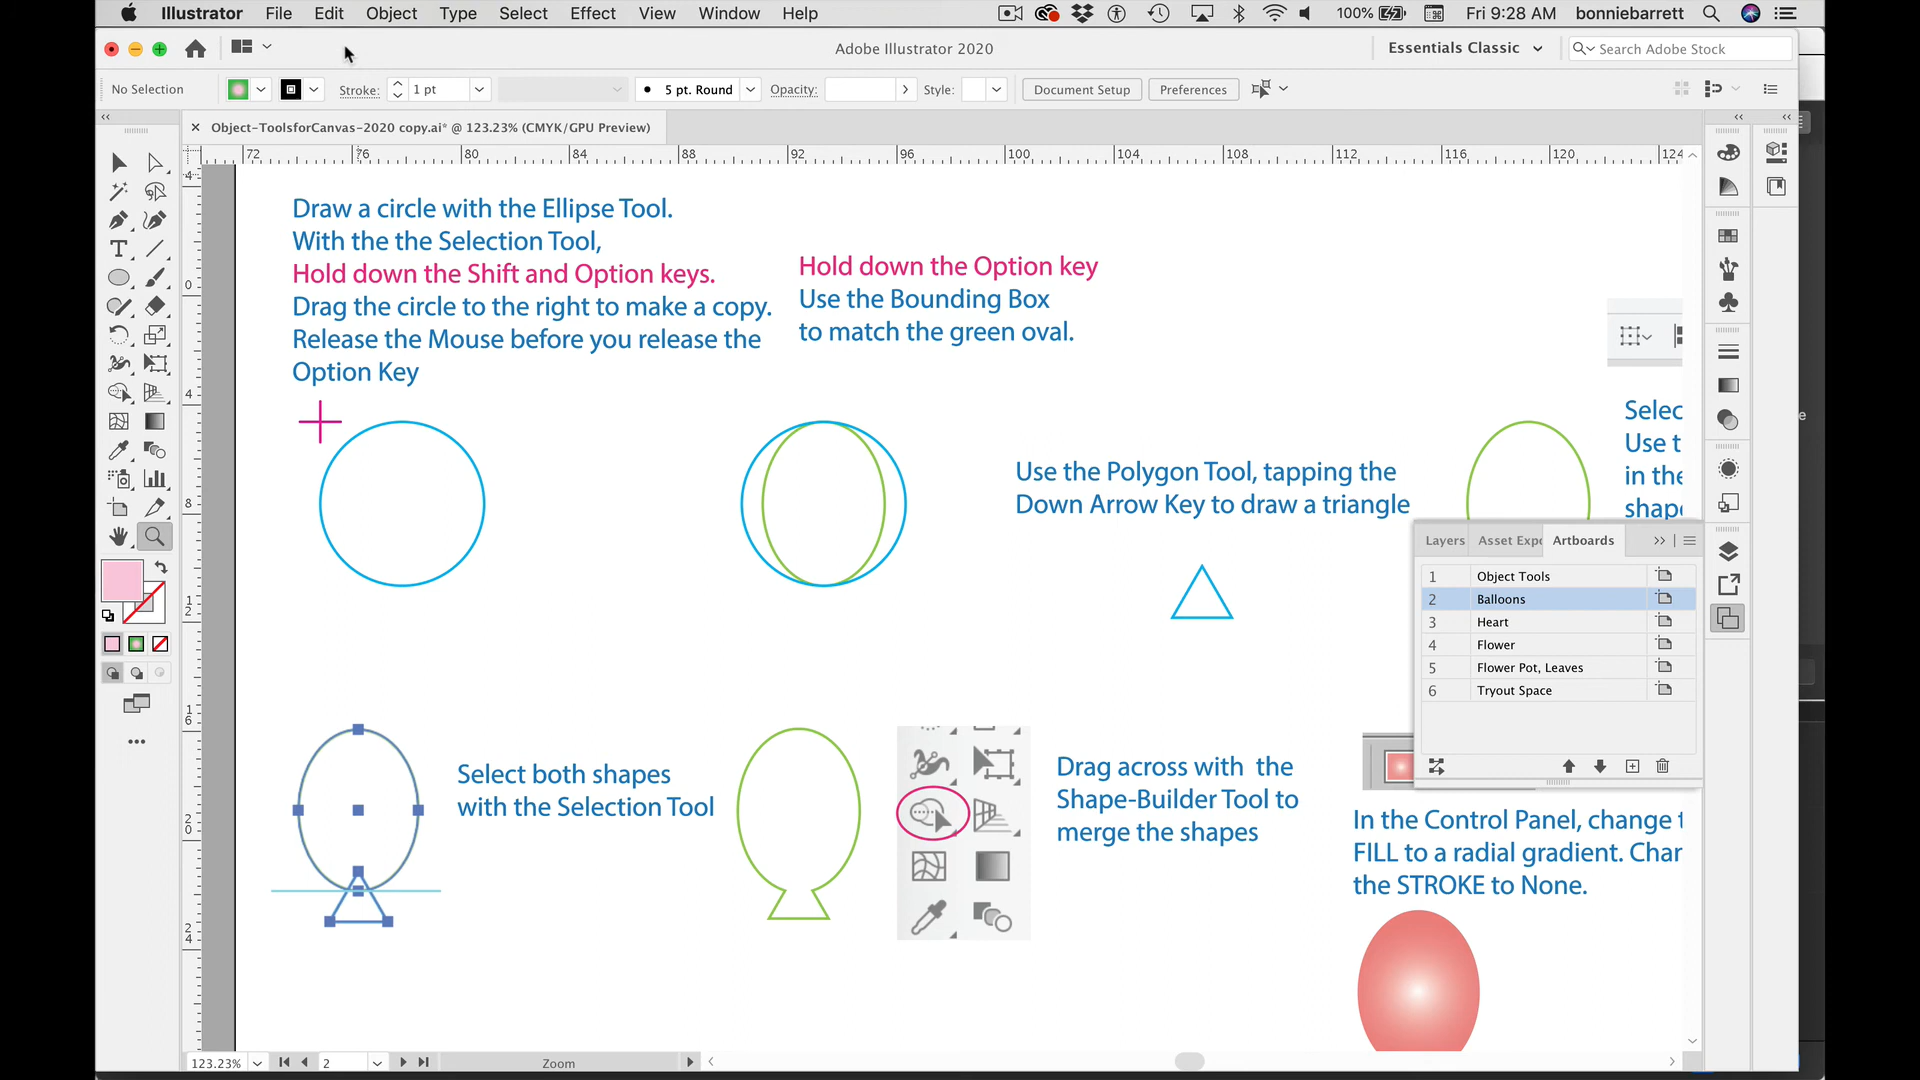 Illustrator File Edit Object Type Select Effect View Window Help 100% Fri 9:28 AM bonniebarrett
Adobe Illustrator 2020 Essentials Classic Search Adobe Stock
No Selection Stroke: 1 pt 5 pt. Round Opacity: Style: Document Setup Preferences
Object-ToolsforCanvas-2020 copy.ai* @ 123.23% (CMYK/GPU Preview)
72 76 80 84 88 92 96 100 104 108 112 116 120 124
4
0
4
8
12
16
20
24
Draw a circle with the Ellipse Tool.
With the the Selection Tool,
Hold down the Shift and Option keys.
Drag the circle to the right to make a copy.
Release the Mouse before you release the
Option Key
Hold down the Option key
Use the Bounding Box
to match the green oval.
Use the Polygon Tool, tapping the
Down Arrow Key to draw a triangle
Selec
Use t
in the
shape
Layers Asset Expo Artboards
1 Object Tools
2 Balloons
3 Heart
4 Flower
5 Flower Pot, Leaves
6 Tryout Space
Select both shapes
with the Selection Tool
Drag across with the
Shape-Builder Tool to
merge the shapes
In the Control Panel, change t
FILL to a radial gradient. Char
the STROKE to None.
123.23% 2 Zoom